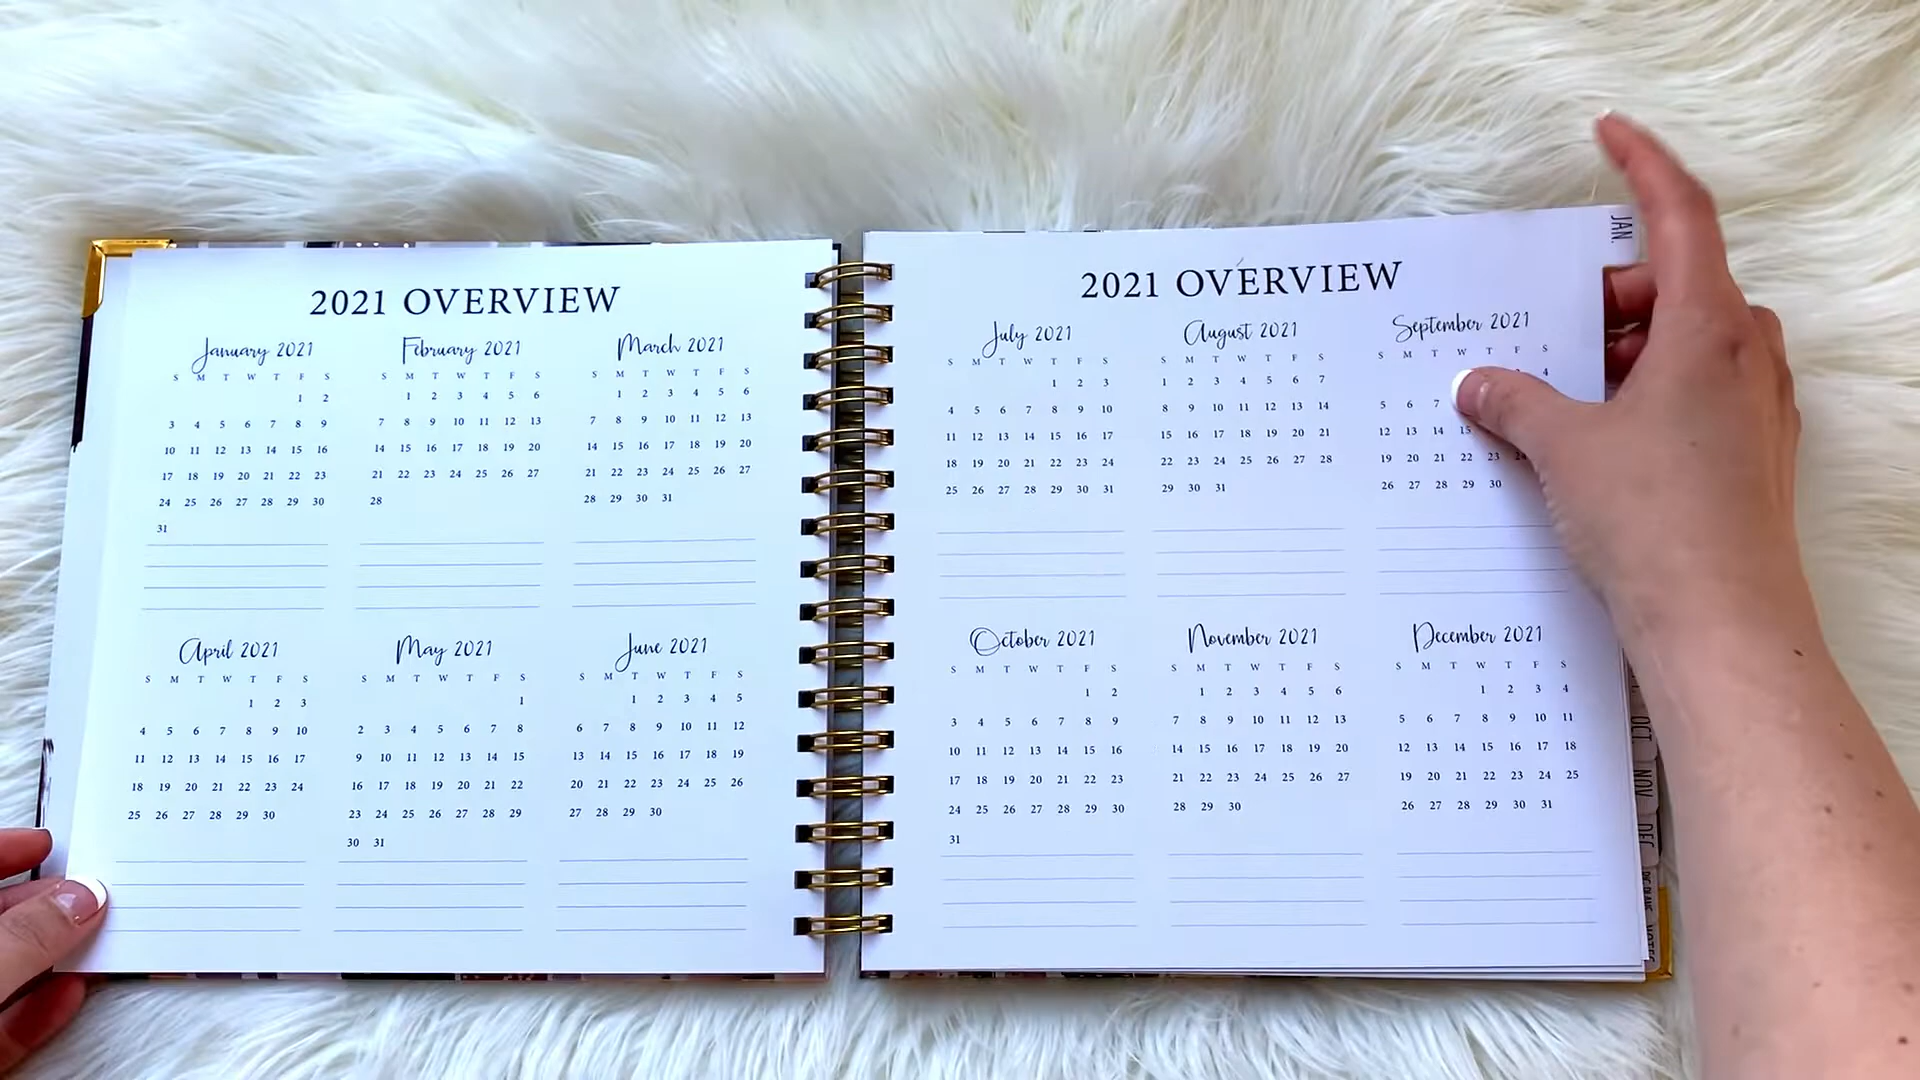 2021 OVERVIEW
January 2021 February 2021 March 2021
S M T W T F S S M T W T F S S M T W T F S
1 2 1 2 3 4 5 6 1 2 3 4 5 6
3 4 5 6 7 8 9 7 8 9 10 11 12 13 7 8 9 10 11 12 13
10 11 12 13 14 15 16 14 15 16 17 18 19 20 14 15 16 17 18 19 20
17 18 19 20 21 22 23 21 22 23 24 25 26 27 21 22 23 24 25 26 27
24 25 26 27 28 29 30 28 28 29 30 31
31
April 2021 May 2021 June 2021
S M T W T F S S M T W T F S S M T W T F S
1 2 3 1 1 2 3 4 5
4 5 6 7 8 9 10 2 3 4 5 6 7 8 6 7 8 9 10 11 12
11 12 13 14 15 16 17 9 10 11 12 13 14 15 13 14 15 16 17 18 19
18 19 20 21 22 23 24 16 17 18 19 20 21 22 20 21 22 23 24 25 26
25 26 27 28 29 30 23 24 25 26 27 28 29 27 28 29 30
30 31
2021 OVERVIEW
July 2021 August 2021 September 2021
S M T W T F S S M T W T F S S M T W T F S
1 2 3 1 2 3 4 5 6 7 4
4 5 6 7 8 9 10 8 9 10 11 12 13 14 5 6 7
11 12 13 14 15 16 17 15 16 17 18 19 20 21 12 13 14 15
18 19 20 21 22 23 24 22 23 24 25 26 27 28 19 20 21 22 23
25 26 27 28 29 30 31 29 30 31 26 27 28 29 30
October 2021 November 2021 December 2021
S M T W T F S S M T W T F S S M T W T F S
1 2 1 2 3 4 5 6 1 2 3 4
3 4 5 6 7 8 9 7 8 9 10 11 12 13 5 6 7 8 9 10 11
10 11 12 13 14 15 16 14 15 16 17 18 19 20 12 13 14 15 16 17 18
17 18 19 20 21 22 23 21 22 23 24 25 26 27 19 20 21 22 23 24 25
24 25 26 27 28 29 30 28 29 30 26 27 28 29 30 31
31
JAN.
OCT
NOV
DEC
NOTES